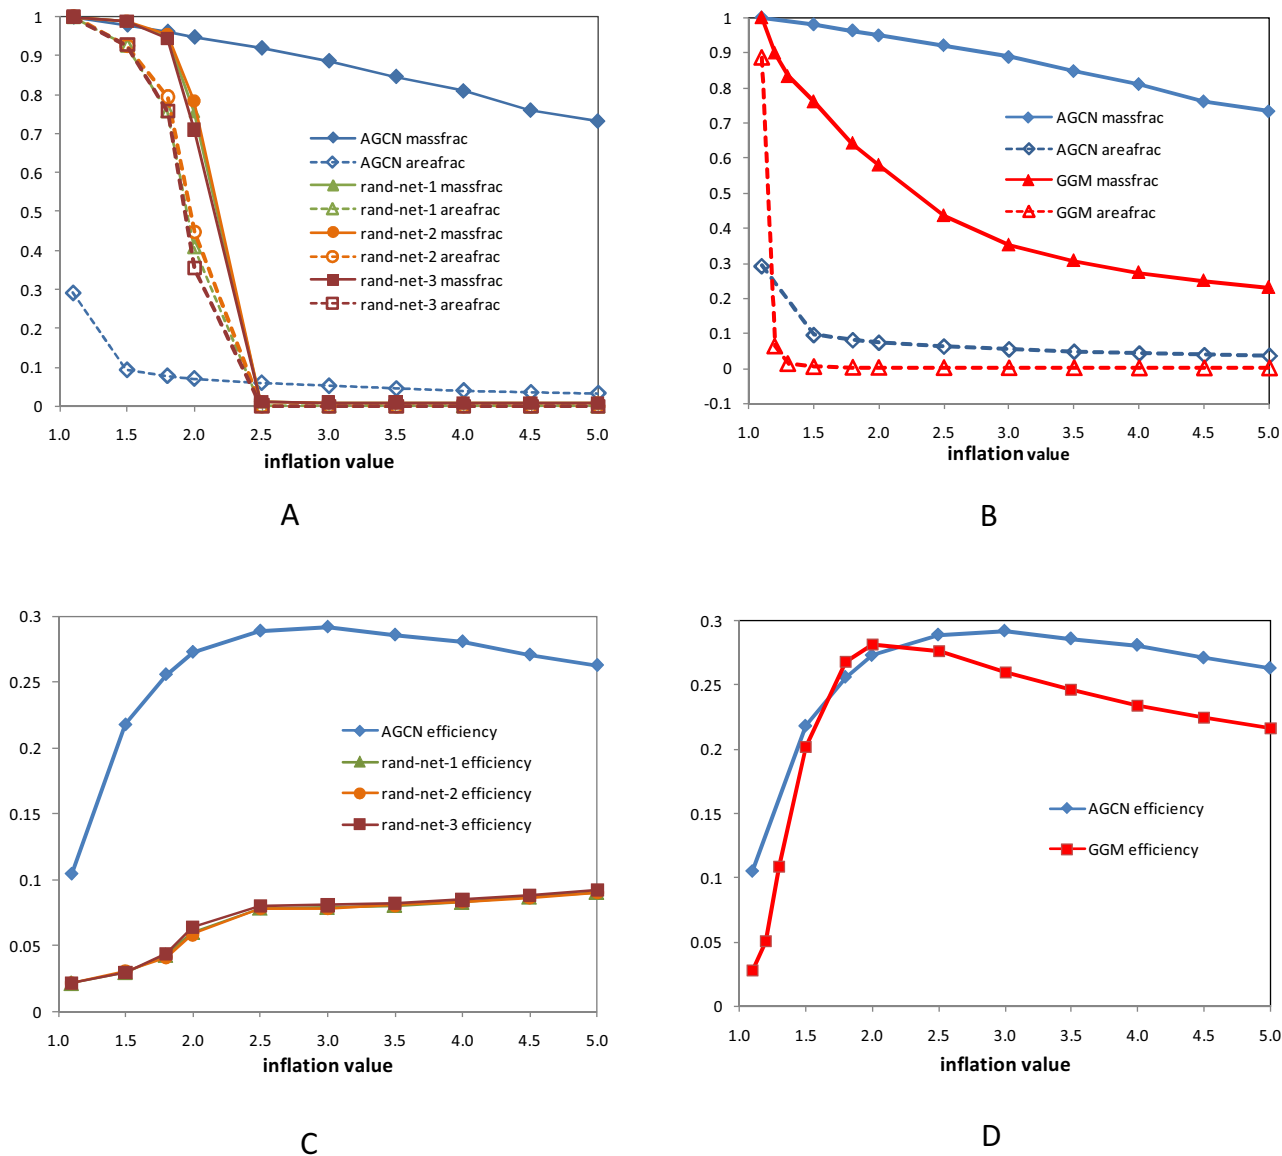 1
0.9
0.8
0.7
0.6
0.5
0.4
0.3
0.2
0.1
0
1.0 1.5 2.0 2.5 3.0 3.5 4.0 4.5 5.0
inflation value
AGCN massfrac
AGCN areafrac
rand-net-1 massfrac
rand-net-1 areafrac
rand-net-2 massfrac
rand-net-2 areafrac
rand-net-3 massfrac
rand-net-3 areafrac
A
1
0.9
0.8
0.7
0.6
0.5
0.4
0.3
0.2
0.1
0
-0.1
1.0 1.5 2.0 2.5 3.0 3.5 4.0 4.5 5.0
inflation value
AGCN massfrac
AGCN areafrac
GGM massfrac
GGM areafrac
B
0.3
0.25
0.2
0.15
0.1
0.05
0
1.0 1.5 2.0 2.5 3.0 3.5 4.0 4.5 5.0
inflation value
AGCN efficiency
rand-net-1 efficiency
rand-net-2 efficiency
rand-net-3 efficiency
C
0.3
0.25
0.2
0.15
0.1
0.05
0
1.0 1.5 2.0 2.5 3.0 3.5 4.0 4.5 5.0
inflation value
AGCN efficiency
GGM efficiency
D